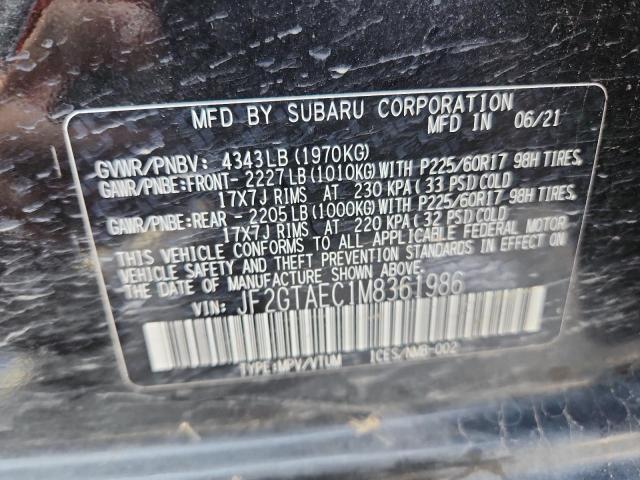 MFD BY SUBARU CORPORATION
MFD IN 06/21
GVWR/PNBV: 4343LB (1970KG)
GAWR/PNBE:FRONT-2227LB(1010KG)WITH P225/60R17 98H TIRES,
17X7J RIMS AT 230 KPA(33 PSI)COLD
GAWR/PNBE:REAR -2205LB(1000KG)WITH P225/60R17 98H TIRES,
17X7J RIMS AT 220 KPA(32 PSI)COLD
THIS VEHICLE CONFORMS TO ALL APPLICABLE FEDERAL MOTOR
VEHICLE SAFETY AND THEFT PREVENTION STANDARDS IN EFFECT ON
THE DATE OF MANUFACTURE SHOWN ABOVE.
VIN: JF2GTAEC1M8361986
TYPE:MPV/VTUM ICES/NMB-002